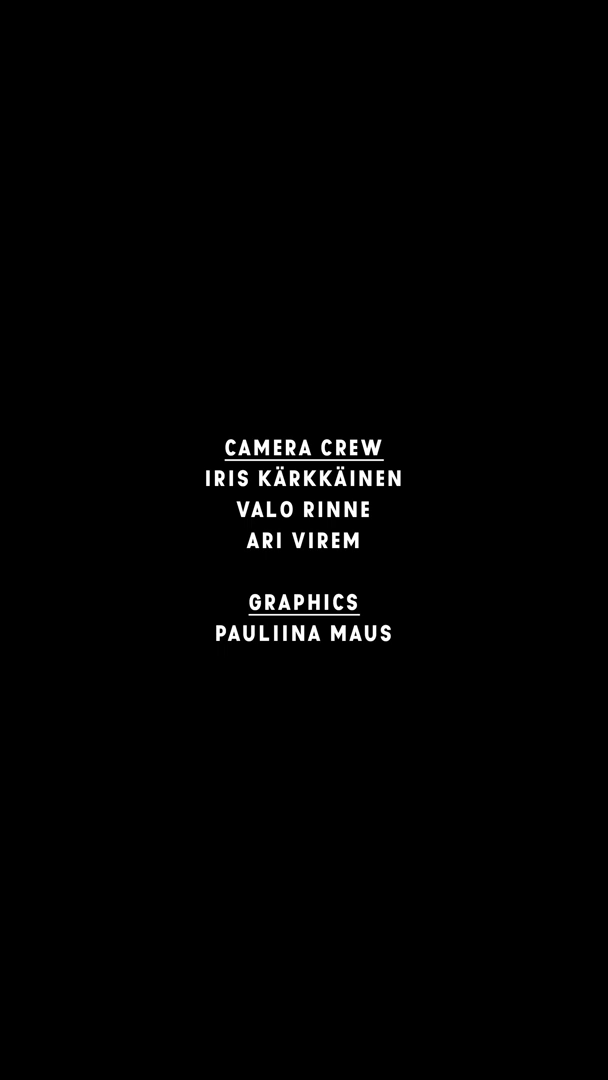 CAMERA CREW
IRIS KÄRKKÄINEN
VALO RINNE
ARI VIREM
GRAPHICS
PAULIINA MAUS